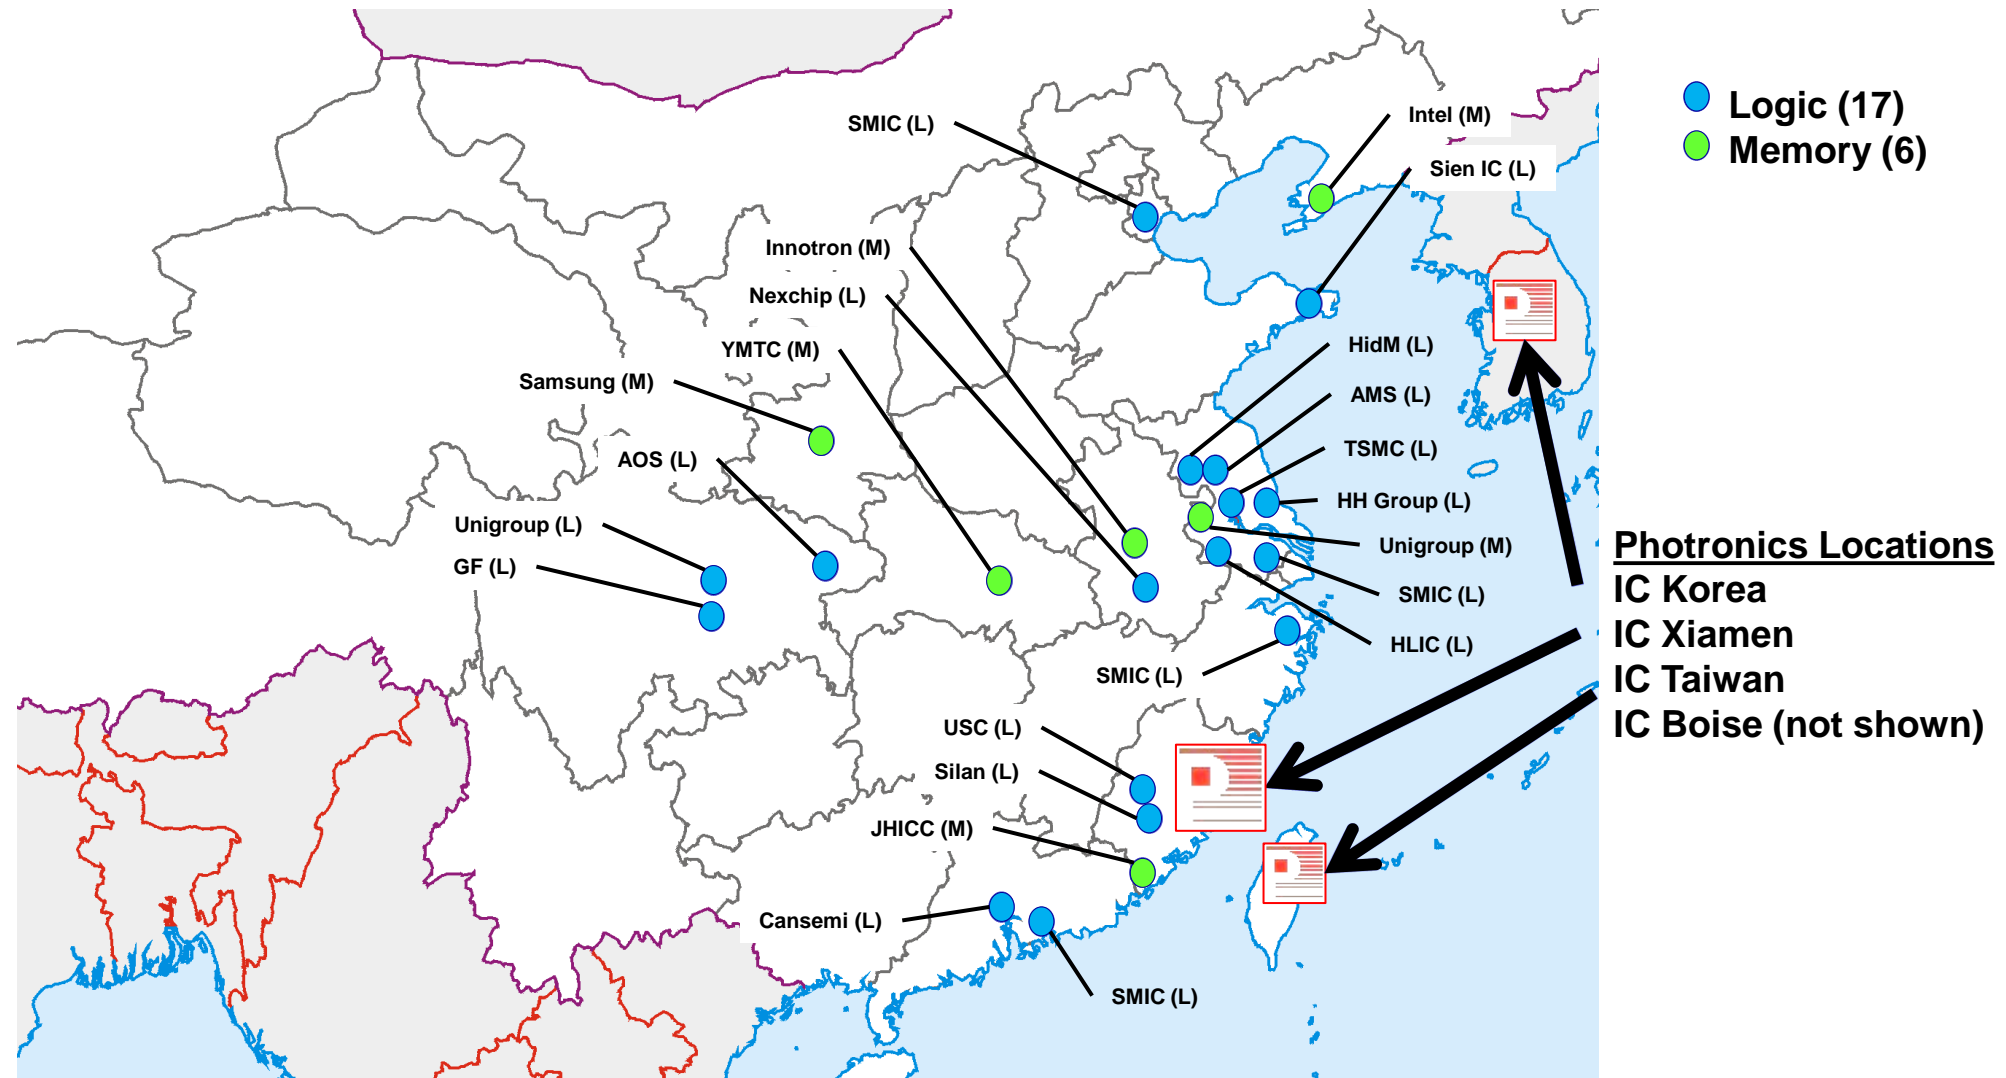 SMIC (L)
Intel (M)
Sien IC (L)
Innotron (M)
Nexchip (L)
YMTC (M)
Samsung (M)
AOS (L)
Unigroup (L)
GF (L)
HidM (L)
AMS (L)
TSMC (L)
HH Group (L)
Unigroup (M)
SMIC (L)
HLIC (L)
SMIC (L)
USC (L)
Silan (L)
JHICC (M)
Cansemi (L)
SMIC (L)
Logic (17)
Memory (6)
Photronics Locations
IC Korea
IC Xiamen
IC Taiwan
IC Boise (not shown)